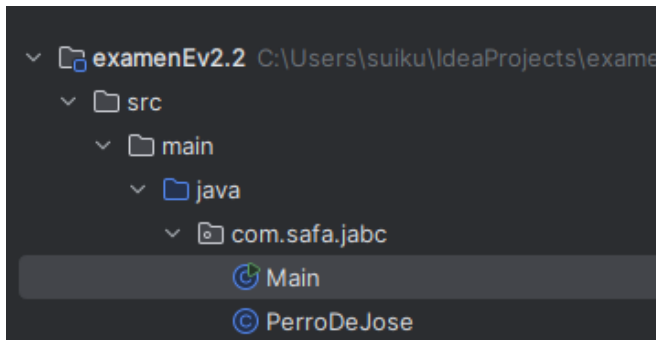 examenEv2.2 C:\Users\suiku\IdeaProjects\exame
src
main
java
com.safa.jabc
Main
PerroDeJose